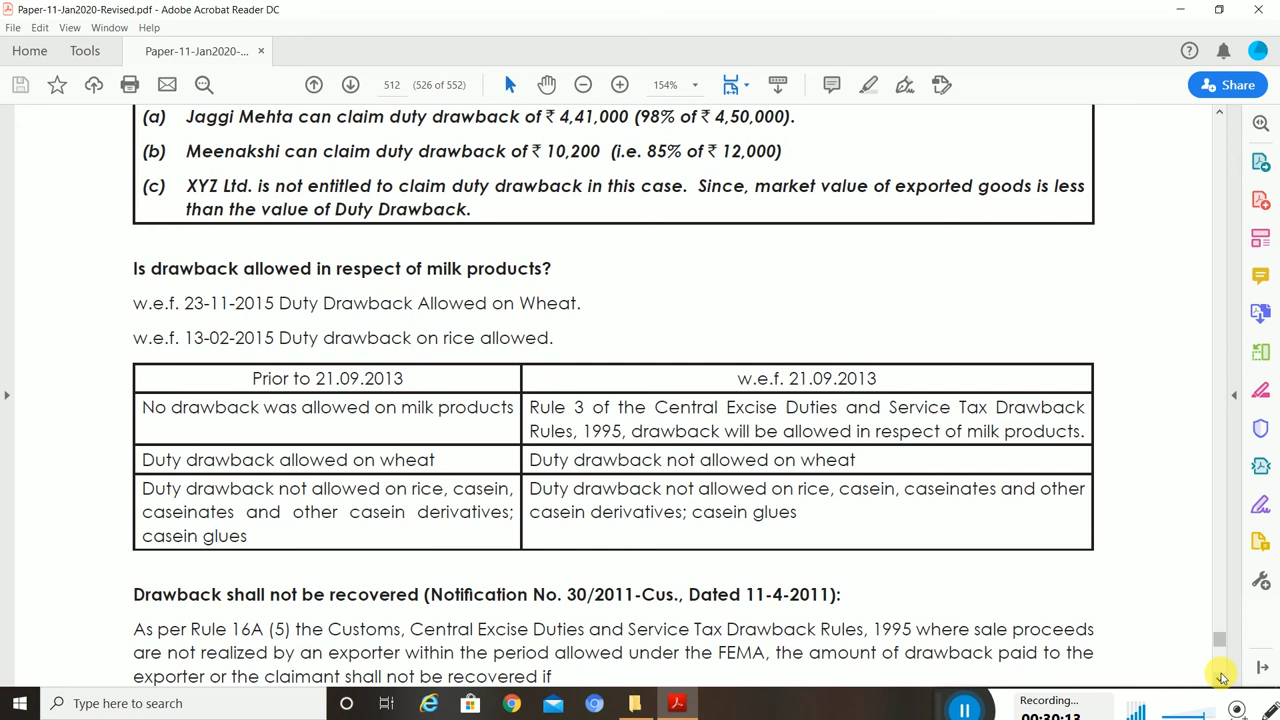 Paper-11-Jan2020-Revised.pdf - Adobe Acrobat Reader DC
File Edit View Window Help
Home Tools Paper-11-Jan2020-... ×
512 (526 of 552) 154% Share
(a) Jaggi Mehta can claim duty drawback of ₹ 4,41,000 (98% of ₹ 4,50,000).
(b) Meenakshi can claim duty drawback of ₹ 10,200 (i.e. 85% of ₹ 12,000)
(c) XYZ Ltd. is not entitled to claim duty drawback in this case. Since, market value of exported goods is less
than the value of Duty Drawback.
Is drawback allowed in respect of milk products?
w.e.f. 23-11-2015 Duty Drawback Allowed on Wheat.
w.e.f. 13-02-2015 Duty drawback on rice allowed.
Prior to 21.09.2013 w.e.f. 21.09.2013
No drawback was allowed on milk products Rule 3 of the Central Excise Duties and Service Tax Drawback
Rules, 1995, drawback will be allowed in respect of milk products.
Duty drawback allowed on wheat Duty drawback not allowed on wheat
Duty drawback not allowed on rice, casein, Duty drawback not allowed on rice, casein, caseinates and other
caseinates and other casein derivatives; casein derivatives; casein glues
casein glues
Drawback shall not be recovered (Notification No. 30/2011-Cus., Dated 11-4-2011):
As per Rule 16A (5) the Customs, Central Excise Duties and Service Tax Drawback Rules, 1995 where sale proceeds
are not realized by an exporter within the period allowed under the FEMA, the amount of drawback paid to the
exporter or the claimant shall not be recovered if
Type here to search
Recording...
00:30:13